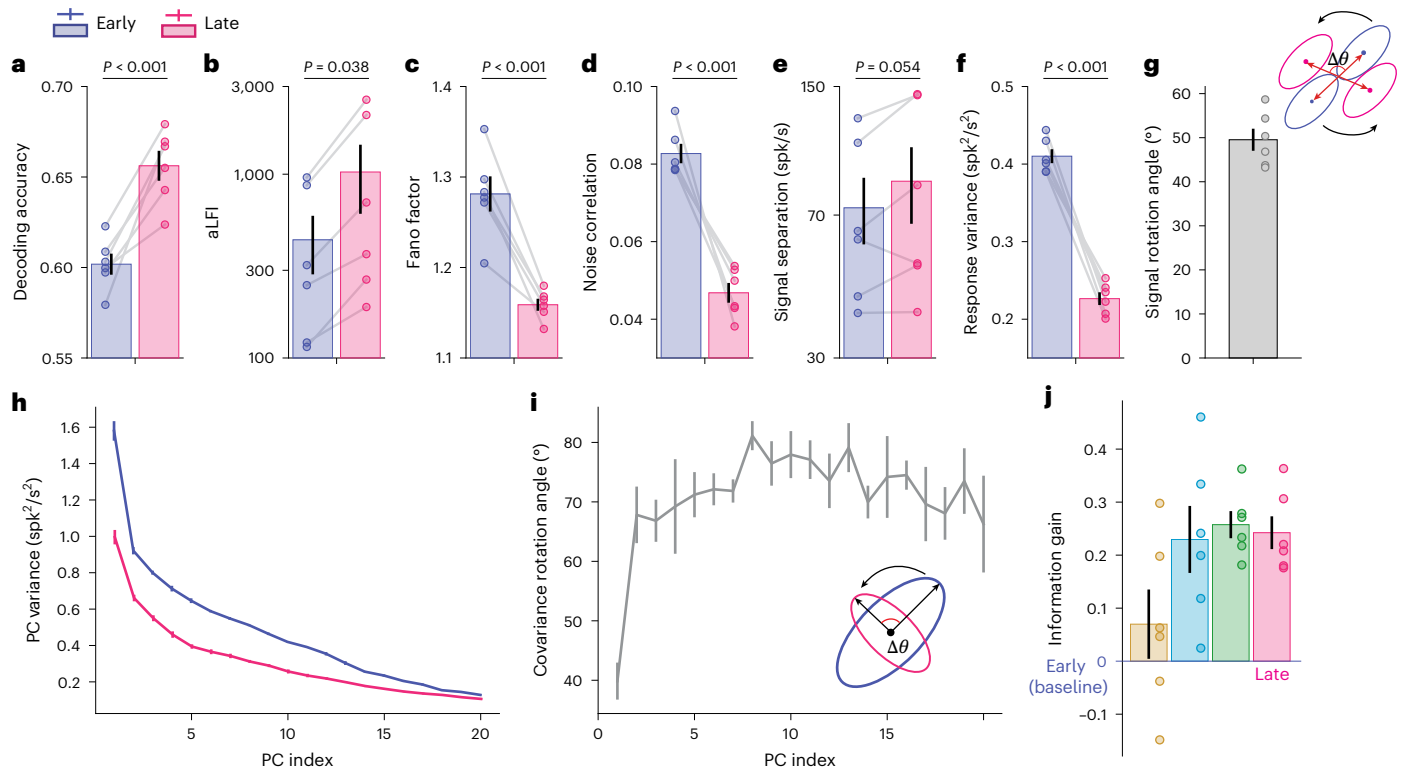 Early Late
a
P < 0.001
Decoding accuracy
0.70
0.65
0.60
0.55
b
P = 0.038
aLFI
3,000
1,000
300
100
c
P < 0.001
Fano factor
1.4
1.3
1.2
1.1
d
P < 0.001
Noise correlation
0.10
0.08
0.06
0.04
e
P = 0.054
Signal separation (spk/s)
150
70
30
f
P < 0.001
Response variance (spk²/s²)
0.5
0.4
0.3
0.2
g
Signal rotation angle (°)
60
50
40
30
20
10
0
Δθ
h
PC variance (spk²/s²)
1.6
1.4
1.2
1.0
0.8
0.6
0.4
0.2
5 10 15 20
PC index
i
Covariance rotation angle (°)
80
70
60
50
40
0 5 10 15
PC index
Δθ
j
Information gain
0.4
0.3
0.2
0.1
0
−0.1
Early
(baseline)
Late